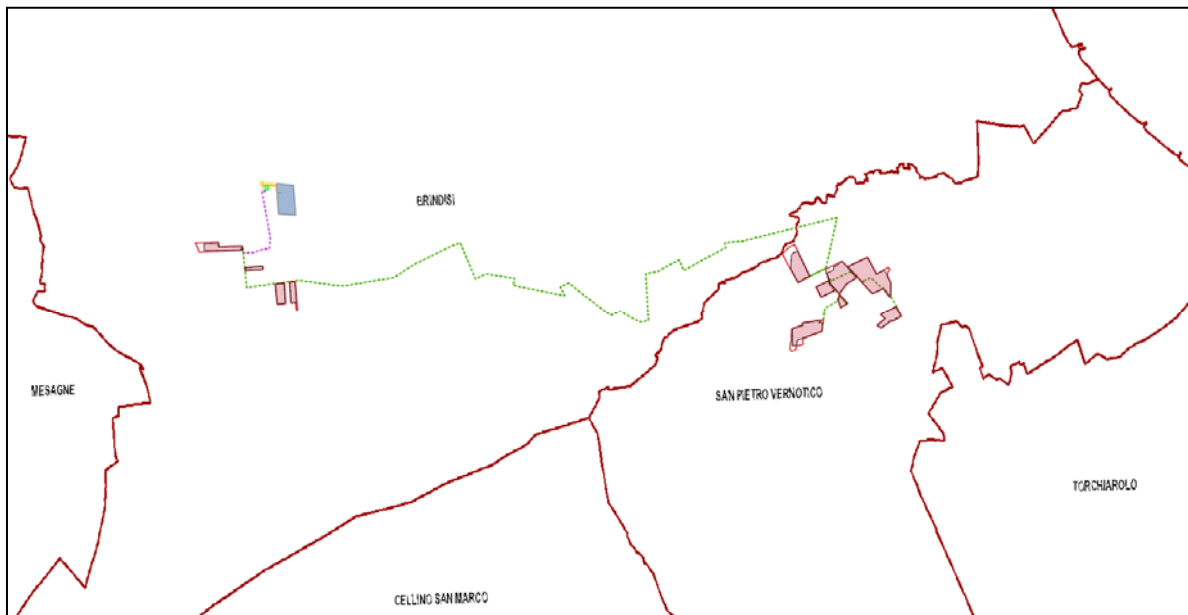 BRINDISI
MESAGNE
SAN PIETRO VERNOTICO
TORCHIAROLO
CELLINO SAN MARCO